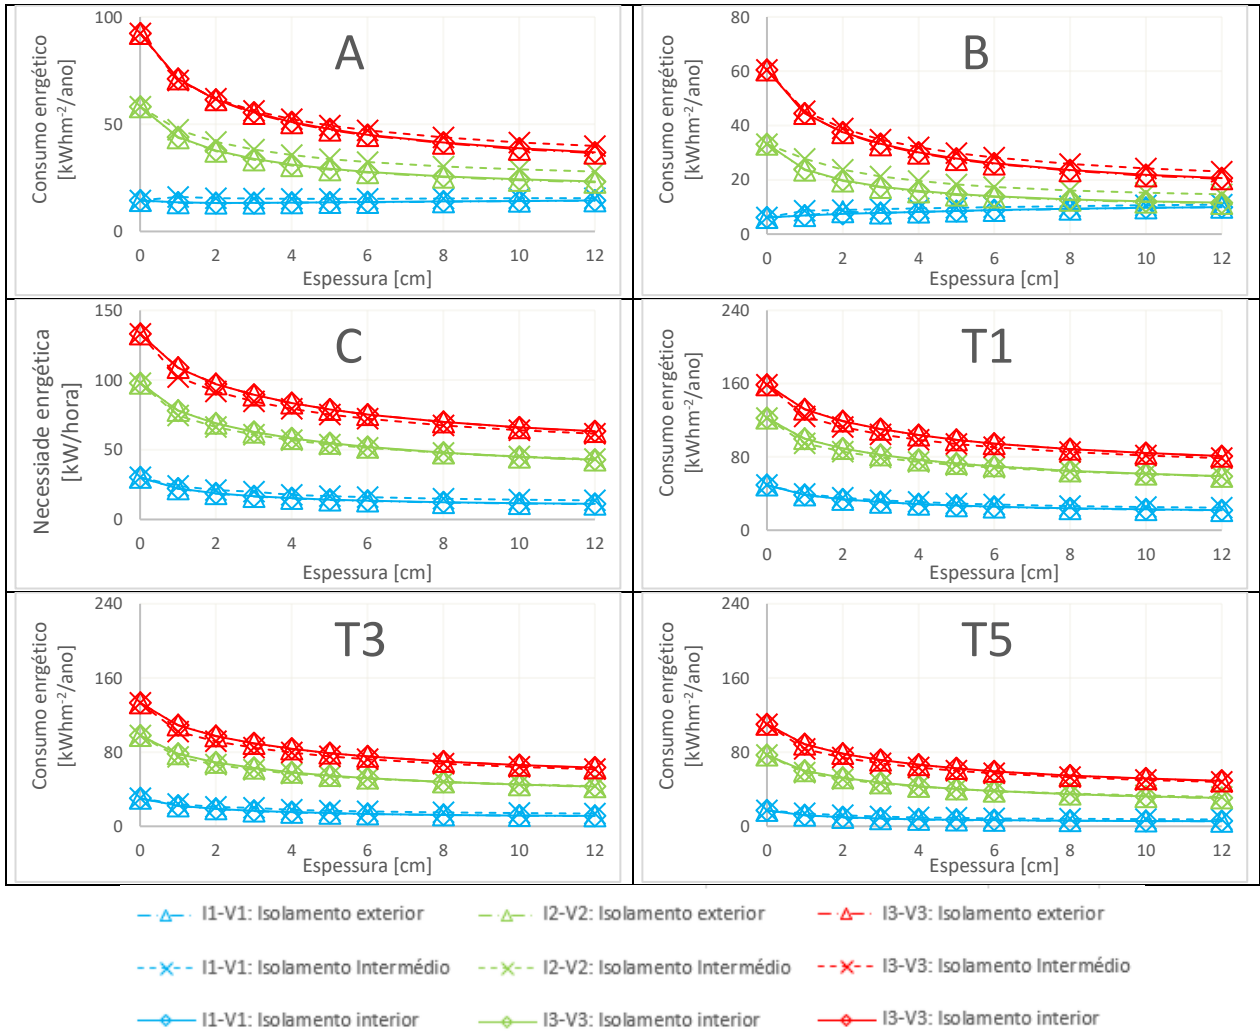 A
Consumo enrgético
[kWhm-2/ano]
100
50
0
0 2 4 6 8 10 12
Espessura [cm]
B
Consumo enrgético
[kWhm-2/ano]
80
60
40
20
0
0 2 4 6 8 10 12
Espessura [cm]
C
Necessiade enrgética
[kW/hora]
150
100
50
0
0 2 4 6 8 10 12
Espessura [cm]
T1
Consumo enrgético
[kWhm-2/ano]
240
160
80
0
0 2 4 6 8 10 12
Espessura [cm]
T3
Consumo enrgético
[kWhm-2/ano]
240
160
80
0
0 2 4 6 8 10 12
Espessura [cm]
T5
Consumo enrgético
[kWhm-2/ano]
240
160
80
0
0 2 4 6 8 10 12
Espessura [cm]
I1-V1: Isolamento exterior I2-V2: Isolamento exterior I3-V3: Isolamento exterior
I1-V1: Isolamento Intermédio I2-V2: Isolamento Intermédio I3-V3: Isolamento Intermédio
I1-V1: Isolamento interior I3-V3: Isolamento interior I3-V3: Isolamento interior